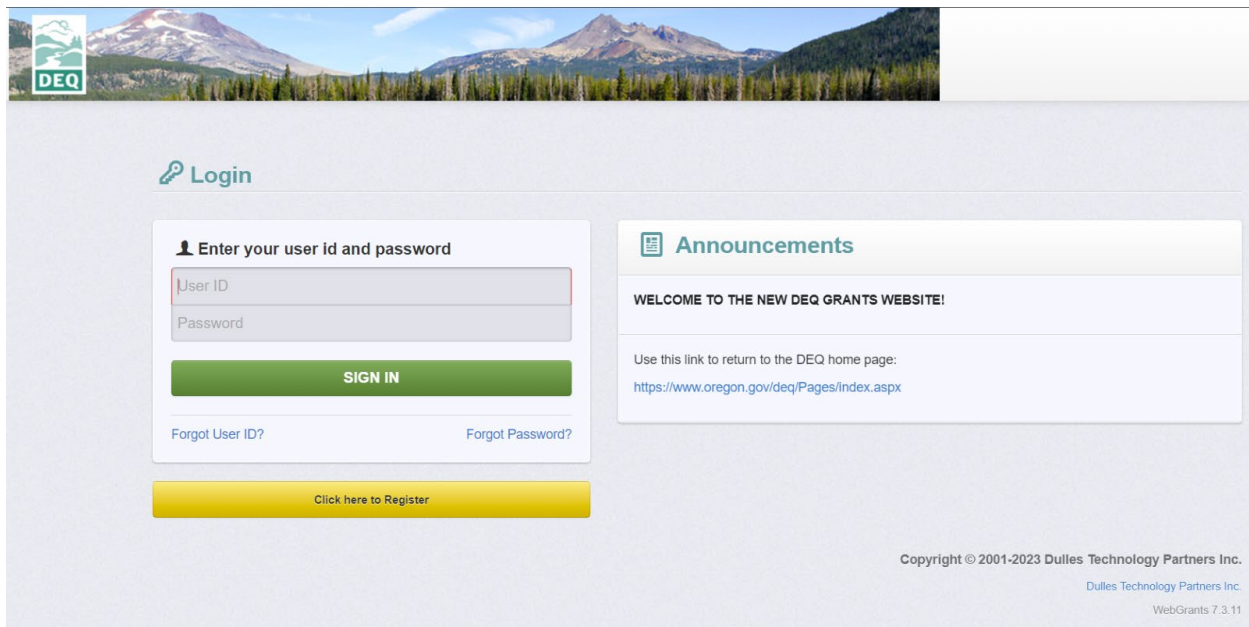 DEQ
Login
Enter your user id and password
User ID
Password
SIGN IN
Forgot User ID? Forgot Password?
Click here to Register
Announcements
WELCOME TO THE NEW DEQ GRANTS WEBSITE!
Use this link to return to the DEQ home page:
https://www.oregon.gov/deq/Pages/index.aspx
Copyright © 2001-2023 Dulles Technology Partners Inc.
Dulles Technology Partners Inc.
WebGrants 7.3.11